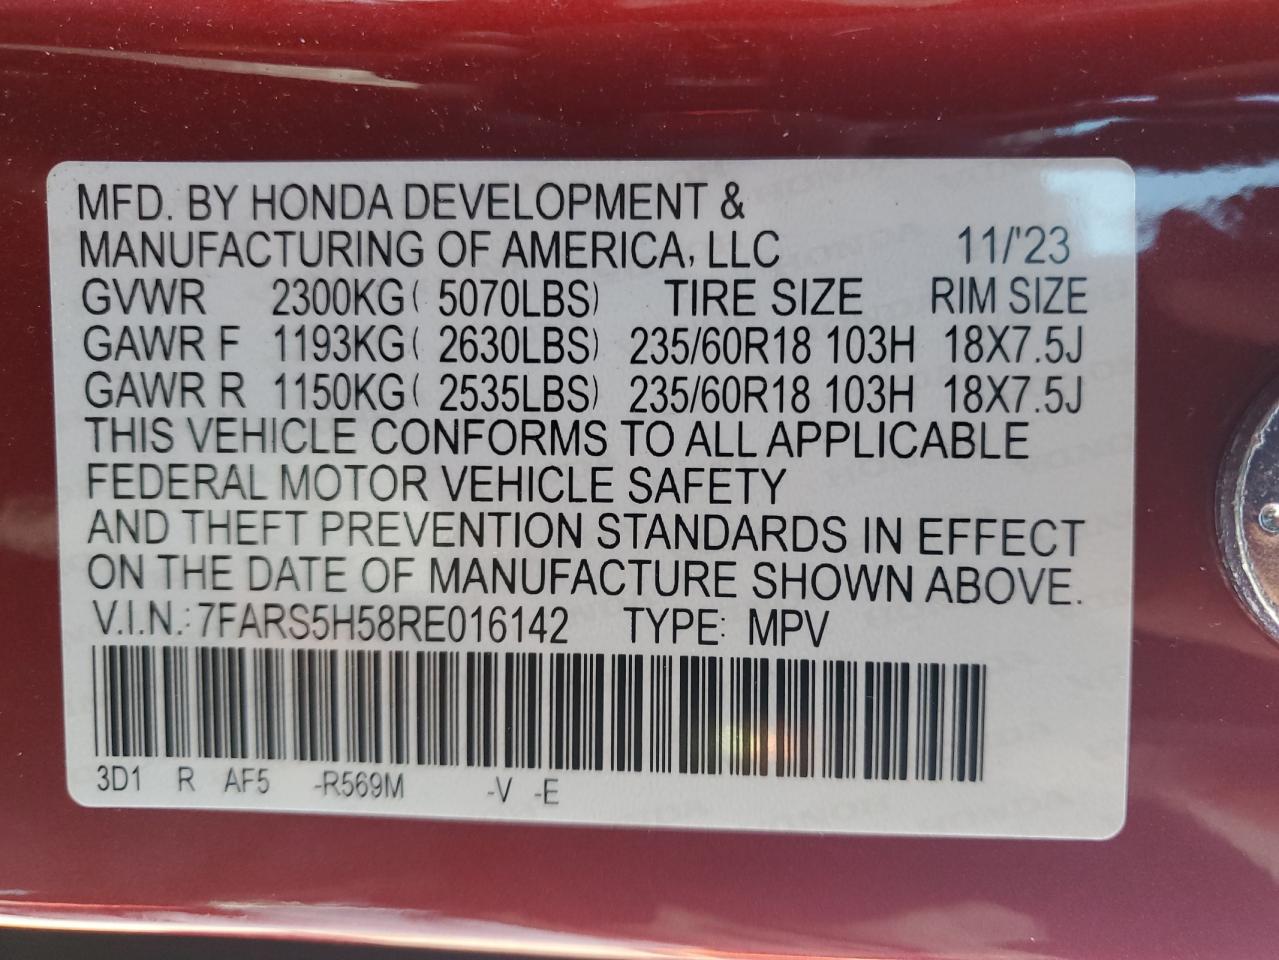 MFD. BY HONDA DEVELOPMENT &
MANUFACTURING OF AMERICA, LLC 11/'23
GVWR 2300KG( 5070LBS) TIRE SIZE RIM SIZE
GAWR F 1193KG( 2630LBS) 235/60R18 103H 18X7.5J
GAWR R 1150KG( 2535LBS) 235/60R18 103H 18X7.5J
THIS VEHICLE CONFORMS TO ALL APPLICABLE
FEDERAL MOTOR VEHICLE SAFETY
AND THEFT PREVENTION STANDARDS IN EFFECT
ON THE DATE OF MANUFACTURE SHOWN ABOVE.
V.I.N.: 7FARS5H58RE016142 TYPE: MPV
3D1 R AF5 -R569M -V -E